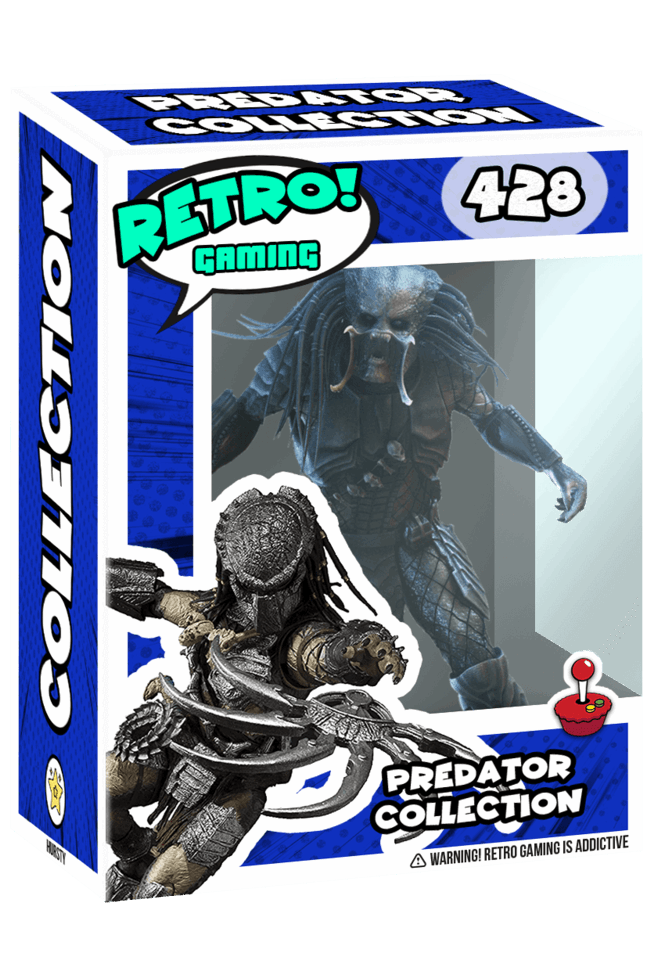 PREDATOR
COLLECTION
RETRO!
GAMING
428
COLLECTION
HURSTY
PREDATOR
COLLECTION
⚠ WARNING! RETRO GAMING IS ADDICTIVE